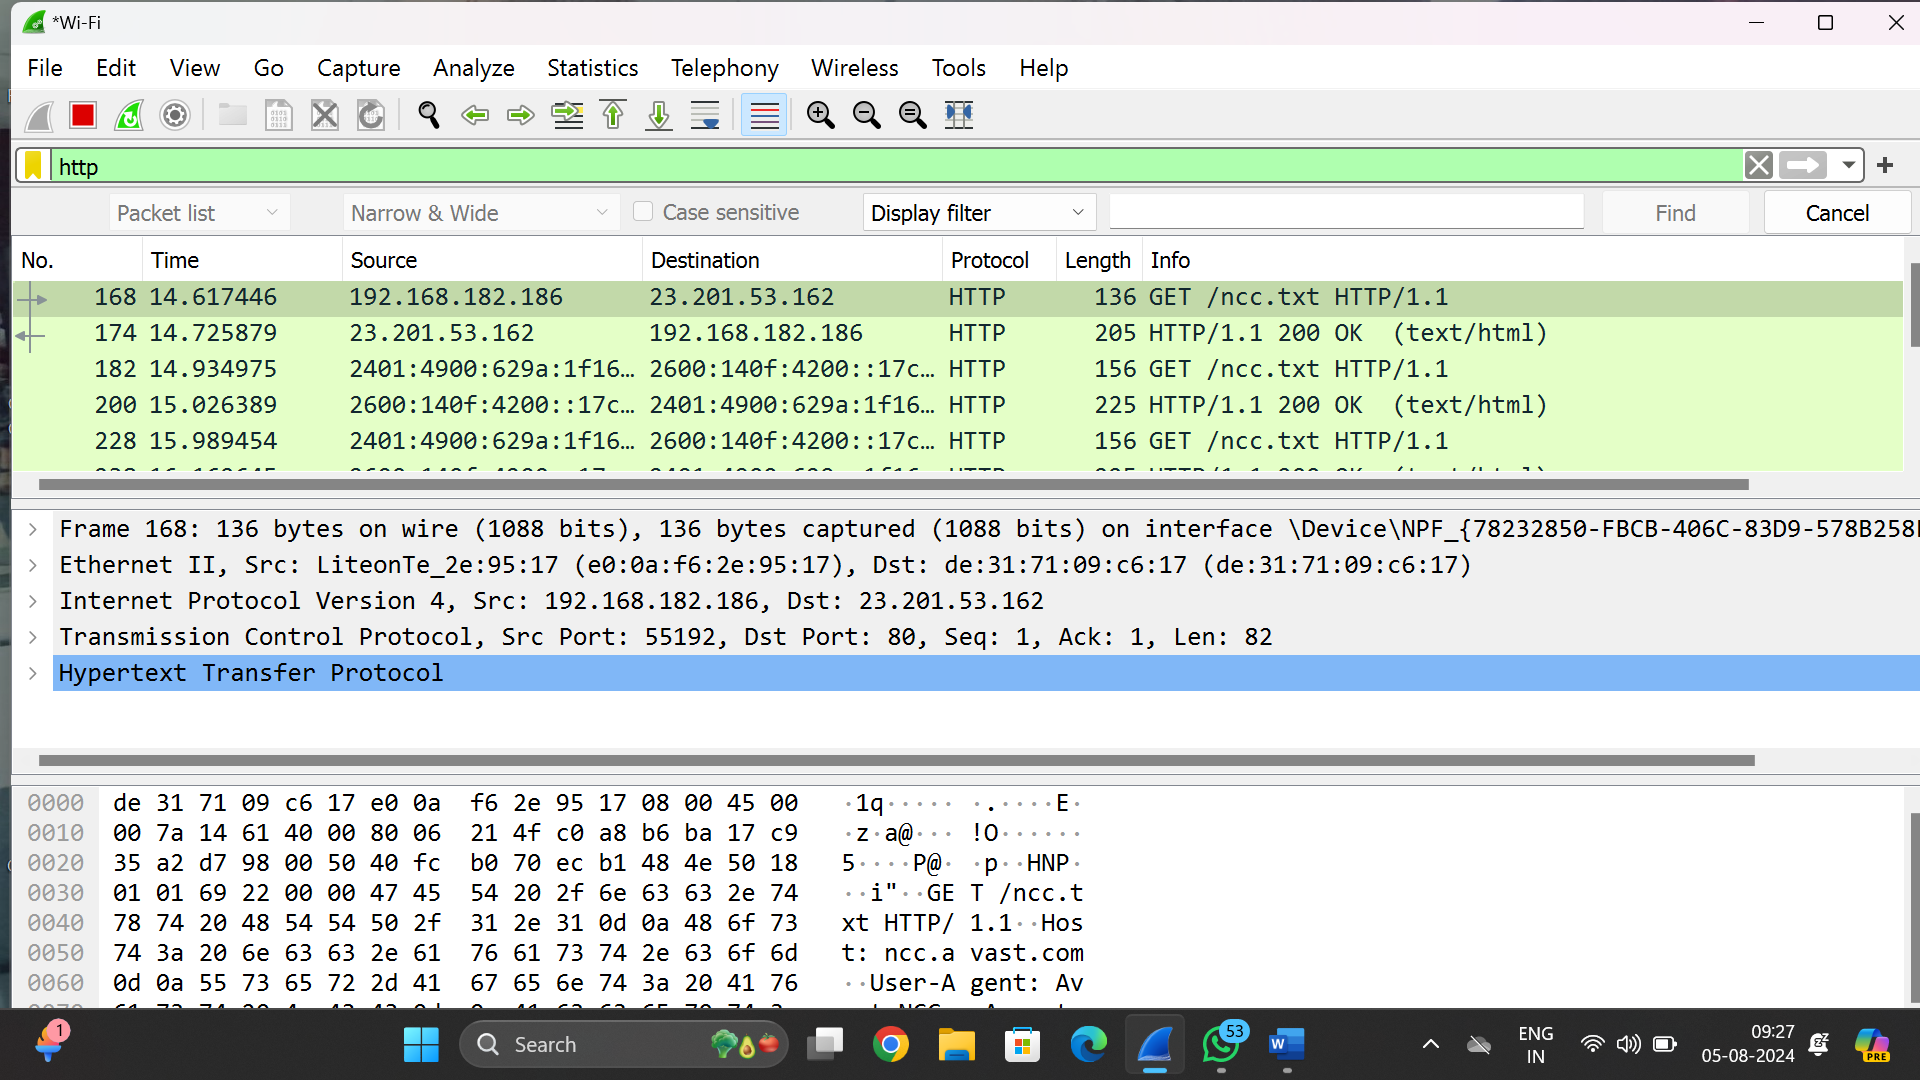 *Wi-Fi
File Edit View Go Capture Analyze Statistics Telephony Wireless Tools Help
http
Packet list Narrow & Wide Case sensitive Display filter Find Cancel
No. Time Source Destination Protocol Length Info
168 14.617446 192.168.182.186 23.201.53.162 HTTP 136 GET /ncc.txt HTTP/1.1
174 14.725879 23.201.53.162 192.168.182.186 HTTP 205 HTTP/1.1 200 OK (text/html)
182 14.934975 2401:4900:629a:1f16… 2600:140f:4200::17c… HTTP 156 GET /ncc.txt HTTP/1.1
200 15.026389 2600:140f:4200::17c… 2401:4900:629a:1f16… HTTP 225 HTTP/1.1 200 OK (text/html)
228 15.989454 2401:4900:629a:1f16… 2600:140f:4200::17c… HTTP 156 GET /ncc.txt HTTP/1.1
Frame 168: 136 bytes on wire (1088 bits), 136 bytes captured (1088 bits) on interface \Device\NPF_{78232850-FBCB-406C-83D9-578B258
Ethernet II, Src: LiteonTe_2e:95:17 (e0:0a:f6:2e:95:17), Dst: de:31:71:09:c6:17 (de:31:71:09:c6:17)
Internet Protocol Version 4, Src: 192.168.182.186, Dst: 23.201.53.162
Transmission Control Protocol, Src Port: 55192, Dst Port: 80, Seq: 1, Ack: 1, Len: 82
Hypertext Transfer Protocol
0000 de 31 71 09 c6 17 e0 0a f6 2e 95 17 08 00 45 00 ·1q····· ·.····E·
0010 00 7a 14 61 40 00 80 06 21 4f c0 a8 b6 ba 17 c9 ·z·a@··· !O······
0020 35 a2 d7 98 00 50 40 fc b0 70 ec b1 48 4e 50 18 5····P@· ·p··HNP·
0030 01 01 69 22 00 00 47 45 54 20 2f 6e 63 63 2e 74 ··i"··GE T /ncc.t
0040 78 74 20 48 54 54 50 2f 31 2e 31 0d 0a 48 6f 73 xt HTTP/ 1.1··Hos
0050 74 3a 20 6e 63 63 2e 61 76 61 73 74 2e 63 6f 6d t: ncc.a vast.com
0060 0d 0a 55 73 65 72 2d 41 67 65 6e 74 3a 20 41 76 ··User-A gent: Av
1 Search 53 W ENG IN 09:27 05-08-2024 PRE